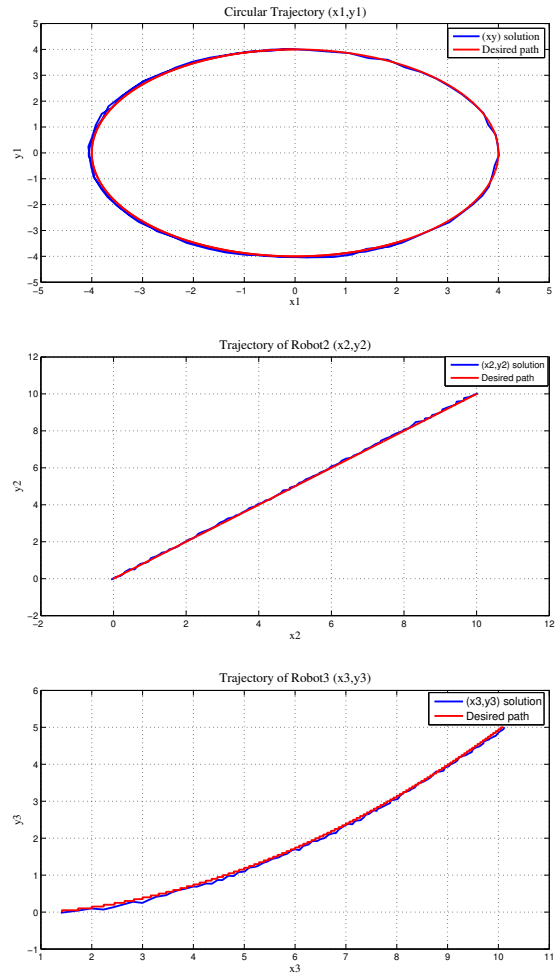 Circular Trajectory (x1,y1)
5
4
3
2
1
0
−1
−2
−3
−4
−5
y1
(xy) solution
Desired path
−5 −4 −3 −2 −1 0 1 2 3 4 5
x1
Trajectory of Robot2 (x2,y2)
12
10
8
6
4
2
0
−2
y2
(x2,y2) solution
Desired path
−2 0 2 4 6 8 10 12
x2
Trajectory of Robot3 (x3,y3)
6
5
4
3
2
1
0
−1
y3
(x3,y3) solution
Desired path
1 2 3 4 5 6 7 8 9 10 11
x3